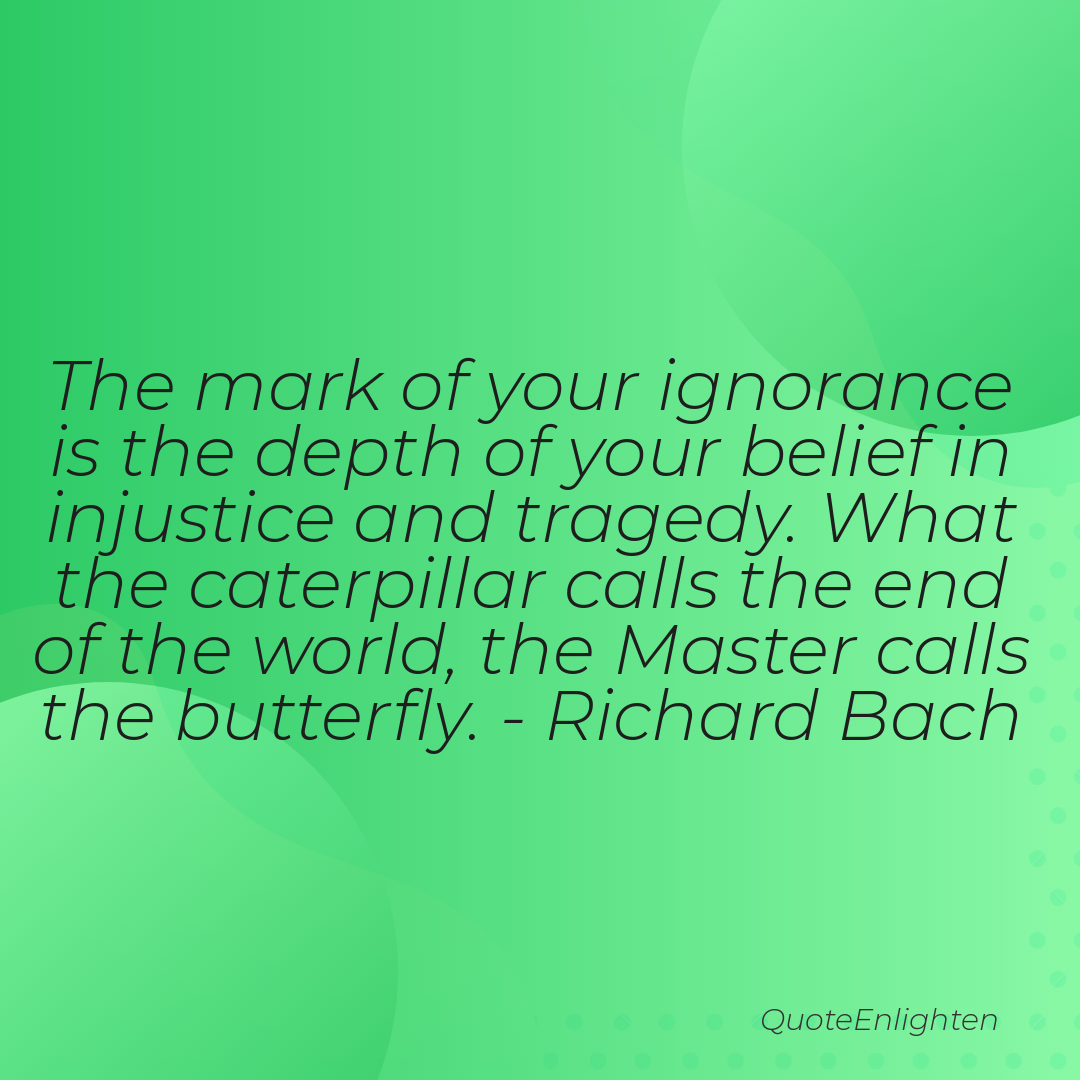 The mark of your ignorance
is the depth of your belief in
injustice and tragedy. What
the caterpillar calls the end
of the world, the Master calls
the butterfly. - Richard Bach
QuoteEnlighten